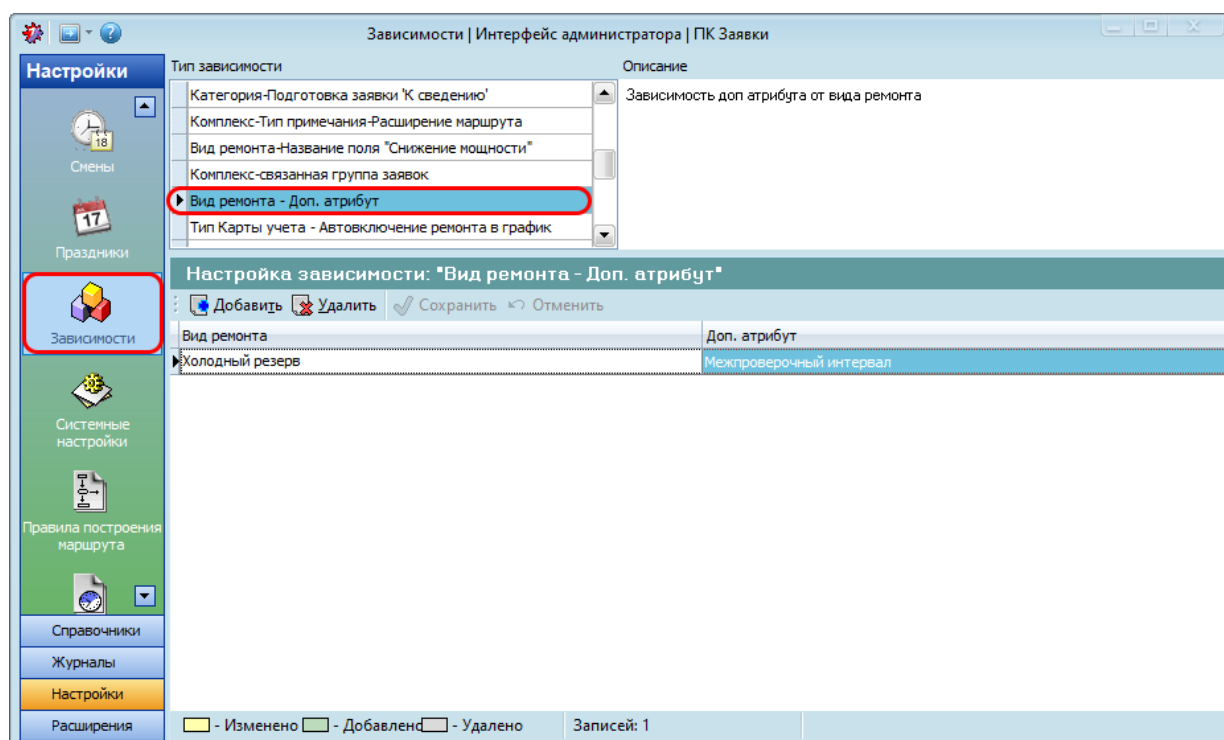 Зависимости | Интерфейс администратора | ПК Заявки
Настройки
18
Смены
17
Праздники
Зависимости
Системные
настройки
Правила построения
маршрута
Справочники
Журналы
Настройки
Расширения
Тип зависимости
Категория-Подготовка заявки 'К сведению'
Комплекс-Тип примечания-Расширение маршрута
Вид ремонта-Название поля "Снижение мощности"
Комплекс-связанная группа заявок
Вид ремонта - Доп. атрибут
Тип Карты учета - Автовключение ремонта в график
Описание
Зависимость доп атрибута от вида ремонта
Настройка зависимости: "Вид ремонта - Доп. атрибут"
Добавить Удалить Сохранить Отменить
Вид ремонта Доп. атрибут
Холодный резерв Межпроверочный интервал
- Изменено - Добавлено - Удалено Записей: 1